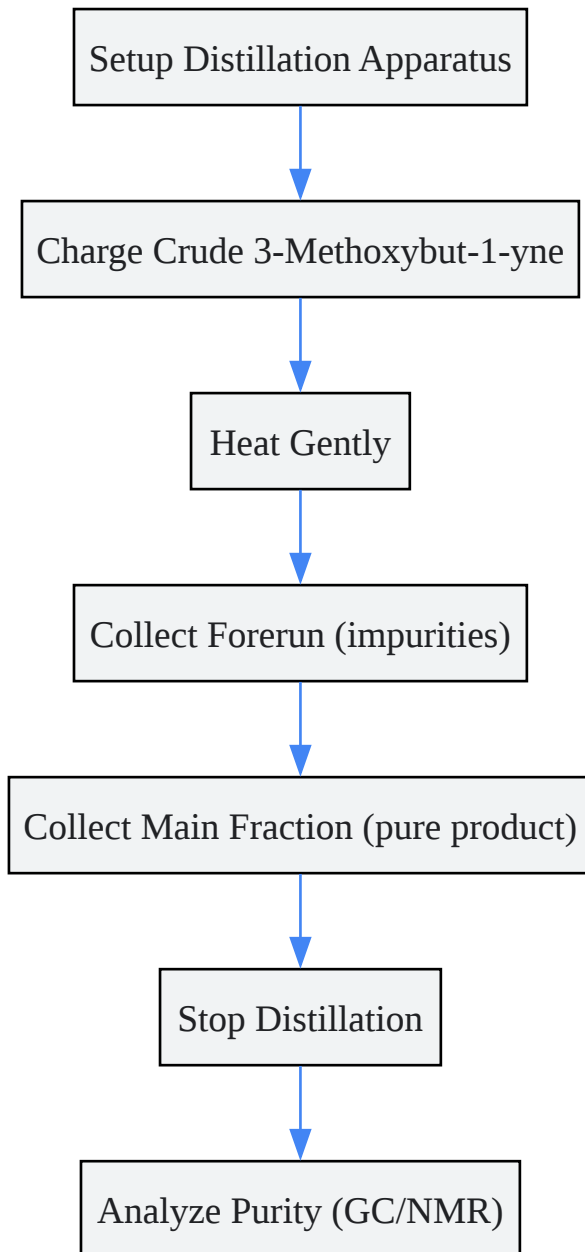 Setup Distillation Apparatus
Charge Crude 3-Methoxybut-1-yne
Heat Gently
Collect Forerun (impurities)
Collect Main Fraction (pure product)
Stop Distillation
Analyze Purity (GC/NMR)